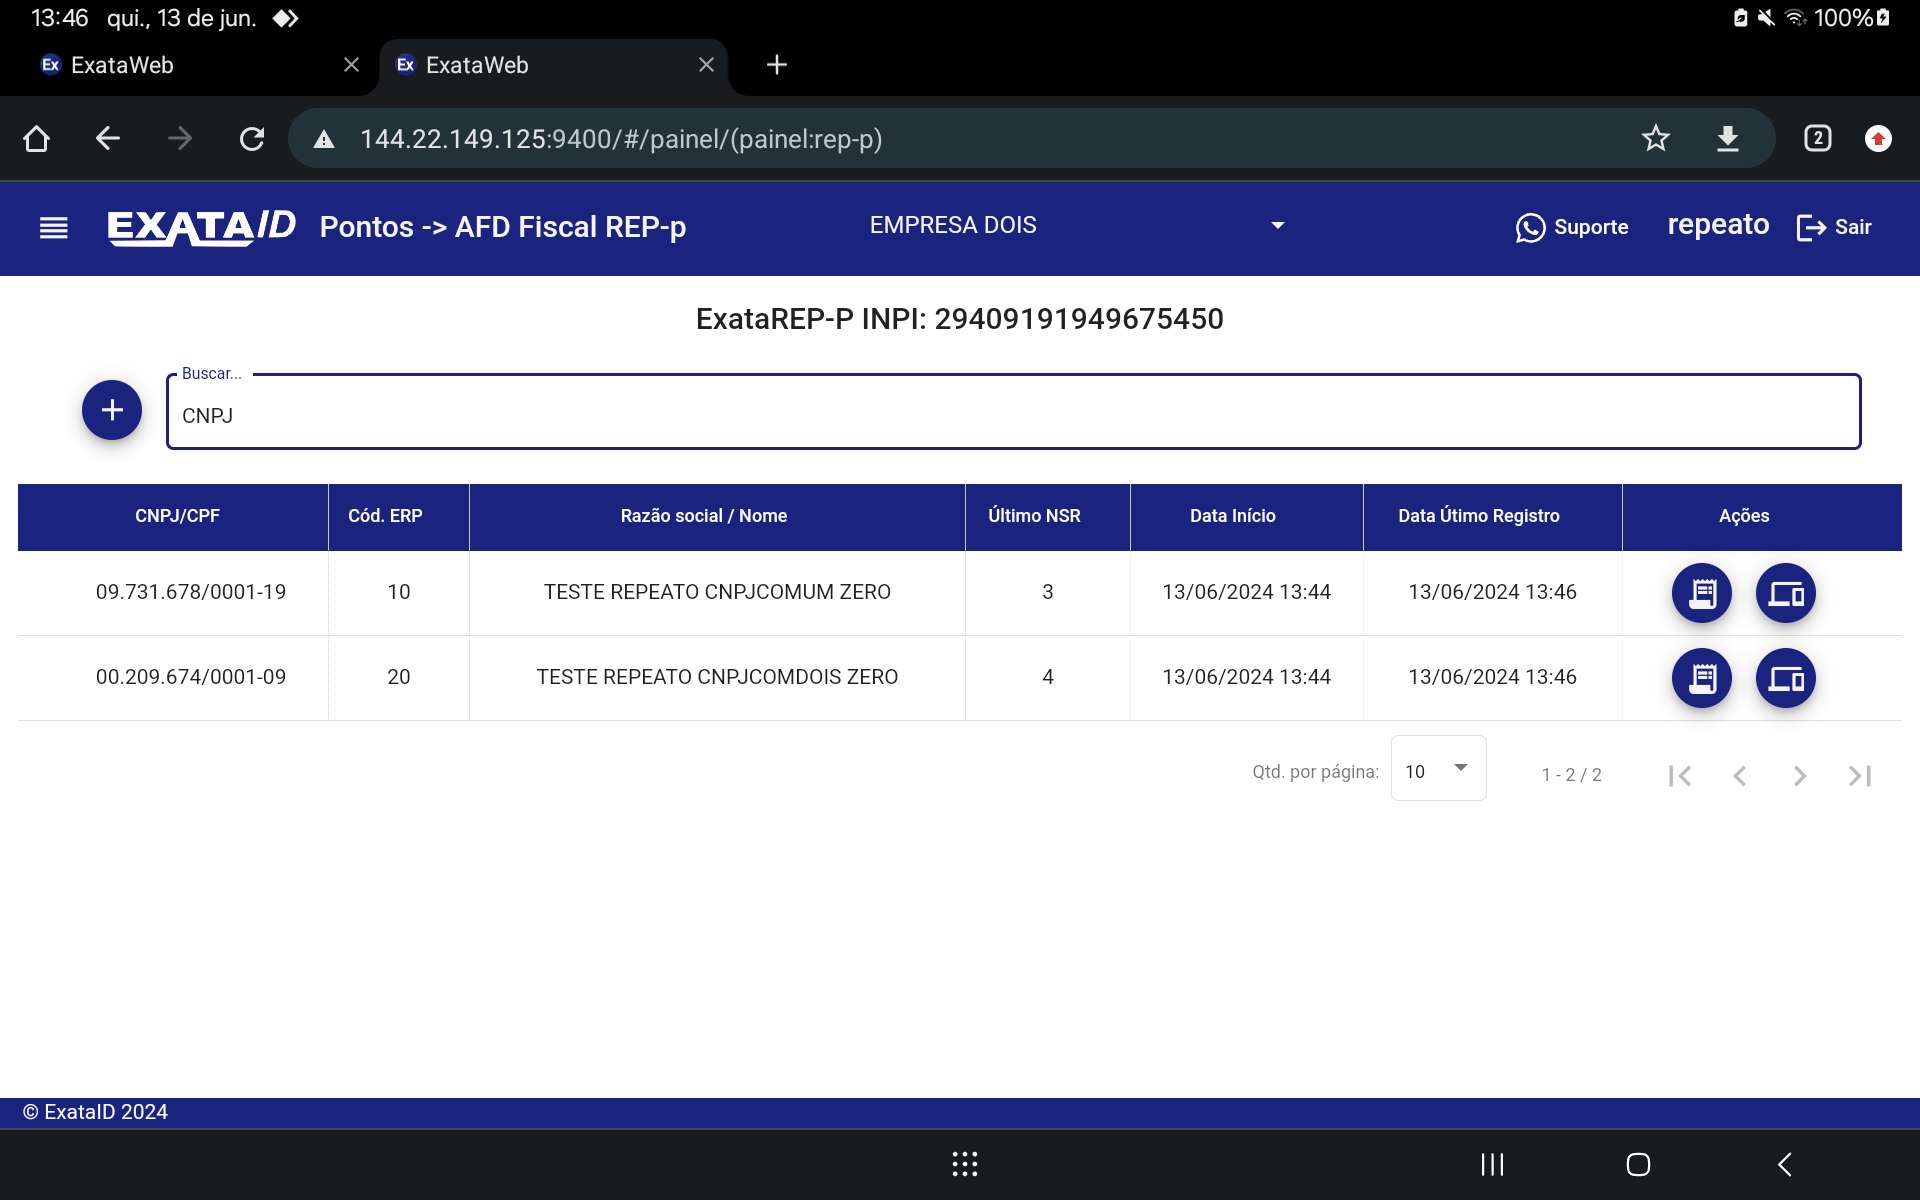 13:46 qui., 13 de jun. 100%
Ex ExataWeb Ex ExataWeb
144.22.149.125:9400/#/painel/(painel:rep-p) 2
EXATAID Pontos -> AFD Fiscal REP-p EMPRESA DOIS Suporte repeato Sair
ExataREP-P INPI: 29409191949675450
Buscar...
CNPJ
CNPJ/CPF Cód. ERP Razão social / Nome Último NSR Data Início Data Útimo Registro Ações
09.731.678/0001-19 10 TESTE REPEATO CNPJCOMUM ZERO 3 13/06/2024 13:44 13/06/2024 13:46
00.209.674/0001-09 20 TESTE REPEATO CNPJCOMDOIS ZERO 4 13/06/2024 13:44 13/06/2024 13:46
Qtd. por página: 10 1 - 2 / 2
© ExataID 2024